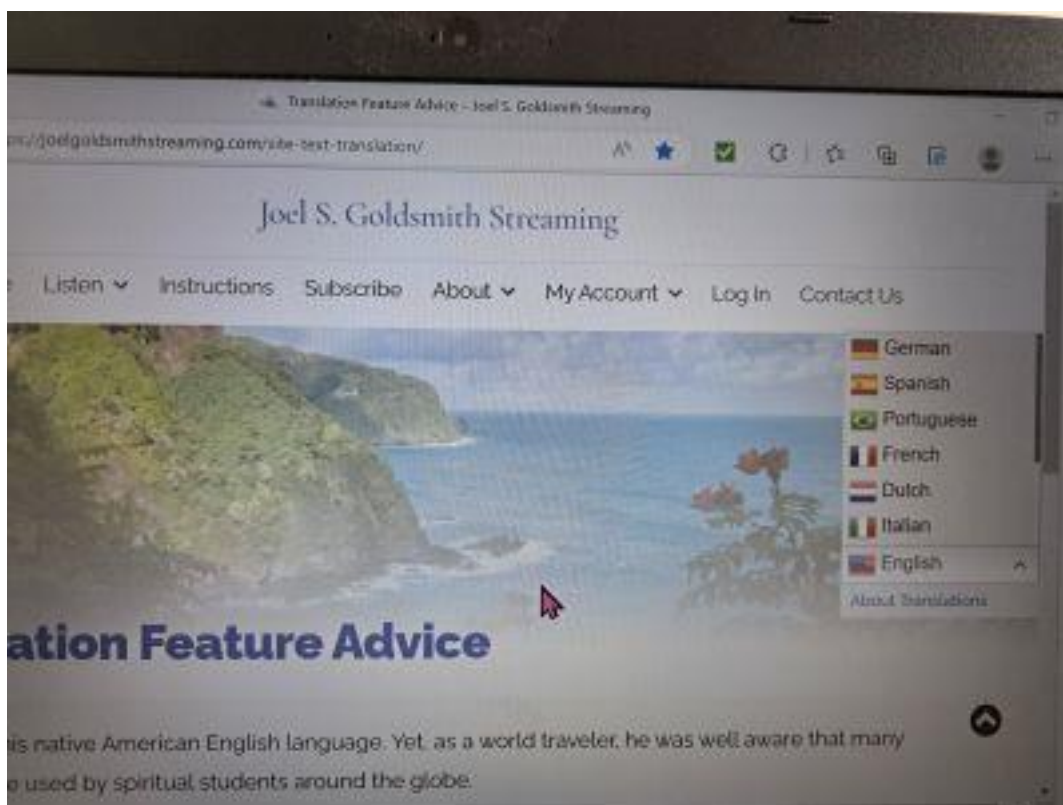 Translation Feature Advice – Joel S. Goldsmith Streaming
joelgoldsmithstreaming.com/site-text-translation/
Joel S. Goldsmith Streaming
Listen Instructions Subscribe About My Account Log In Contact Us
German
Spanish
Portuguese
French
Dutch
Italian
English
About Translations
ation Feature Advice
his native American English language. Yet, as a world traveler, he was well aware that many
used by spiritual students around the globe.